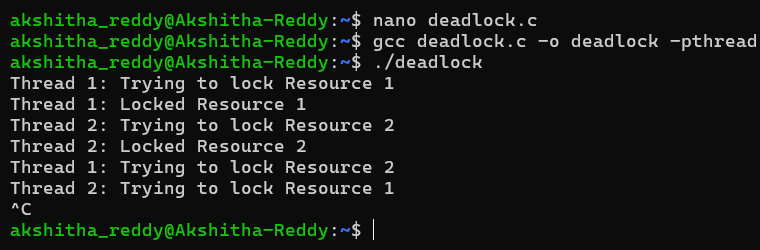 akshitha_reddy@Akshitha-Reddy:~$ nano deadlock.c
akshitha_reddy@Akshitha-Reddy:~$ gcc deadlock.c -o deadlock -pthread
akshitha_reddy@Akshitha-Reddy:~$ ./deadlock
Thread 1: Trying to lock Resource 1
Thread 1: Locked Resource 1
Thread 2: Trying to lock Resource 2
Thread 2: Locked Resource 2
Thread 1: Trying to lock Resource 2
Thread 2: Trying to lock Resource 1
^C
akshitha_reddy@Akshitha-Reddy:~$